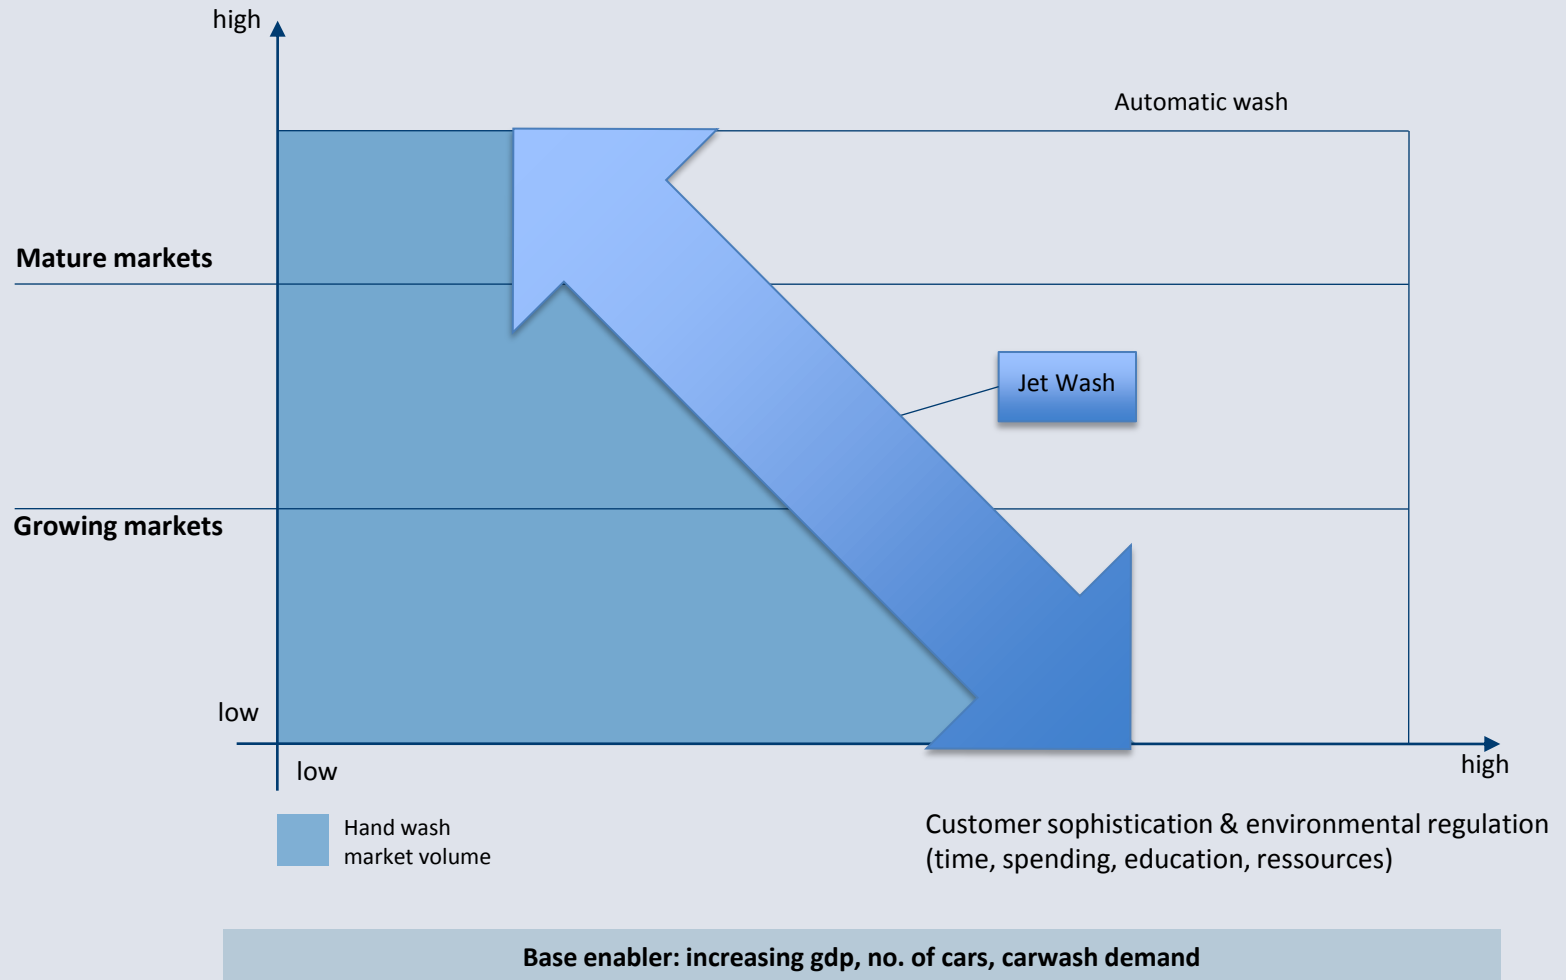 high
Automatic wash
Mature markets
Jet Wash
Growing markets
low
low
high
Hand wash
market volume
Customer sophistication & environmental regulation
(time, spending, education, ressources)
Base enabler: increasing gdp, no. of cars, carwash demand